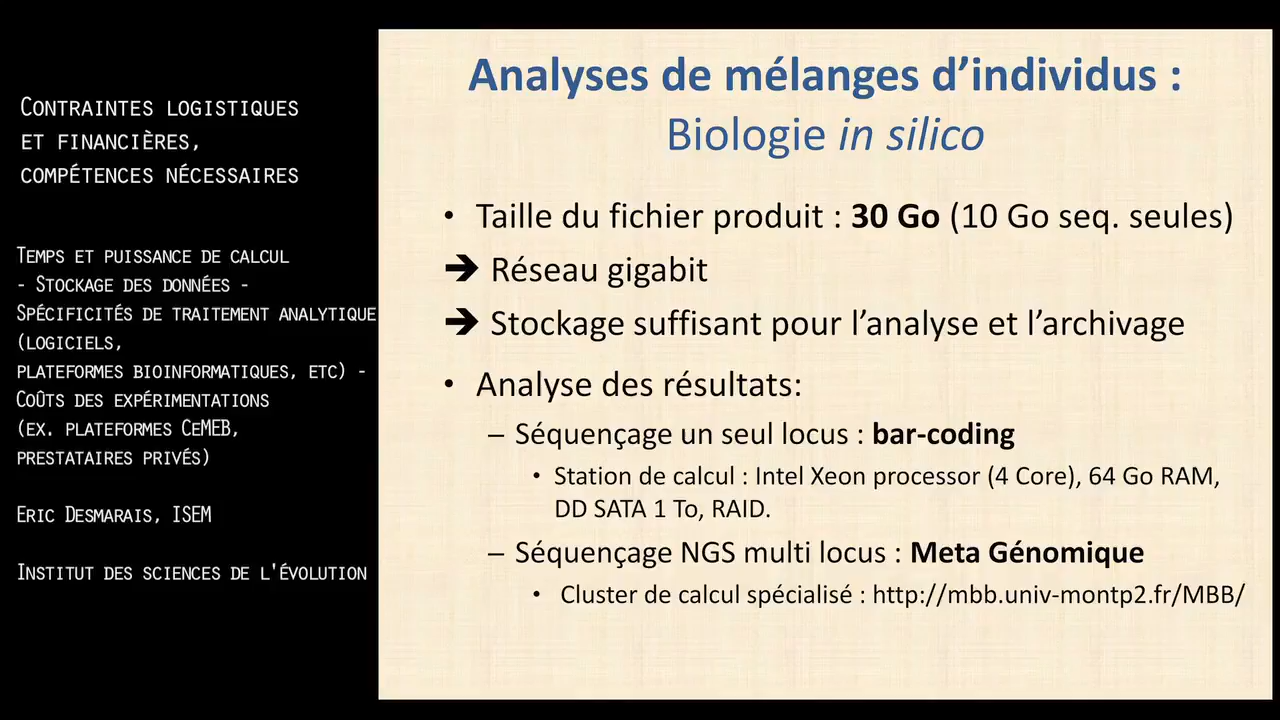 Contraintes logistiques
et financières,
compétences nécessaires
Temps et puissance de calcul
- Stockage des données -
Spécificités de traitement analytique
(logiciels,
plateformes bioinformatiques, etc) -
Coûts des expérimentations
(ex. plateformes CeMEB,
prestataires privés)
Eric Desmarais, ISEM
Institut des sciences de l'évolution
Analyses de mélanges d’individus :
Biologie in silico
• Taille du fichier produit : 30 Go (10 Go seq. seules)
➔ Réseau gigabit
➔ Stockage suffisant pour l’analyse et l’archivage
• Analyse des résultats:
– Séquençage un seul locus : bar-coding
• Station de calcul : Intel Xeon processor (4 Core), 64 Go RAM,
DD SATA 1 To, RAID.
– Séquençage NGS multi locus : Meta Génomique
• Cluster de calcul spécialisé : http://mbb.univ-montp2.fr/MBB/